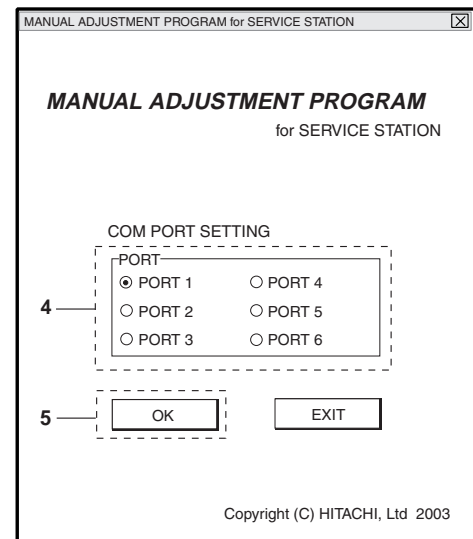 MANUAL ADJUSTMENT PROGRAM for SERVICE STATION
MANUAL ADJUSTMENT PROGRAM
for SERVICE STATION
COM PORT SETTING
PORT
PORT 1 PORT 4
4 PORT 2 PORT 5
PORT 3 PORT 6
5 OK EXIT
Copyright (C) HITACHI, Ltd 2003